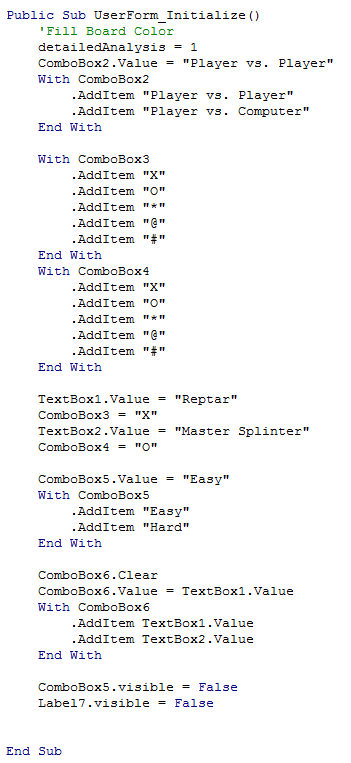 Public Sub UserForm_Initialize()
    'Fill Board Color
    detailedAnalysis = 1
    ComboBox2.Value = "Player vs. Player"
    With ComboBox2
        .AddItem "Player vs. Player"
        .AddItem "Player vs. Computer"
    End With

    With ComboBox3
        .AddItem "X"
        .AddItem "O"
        .AddItem "*"
        .AddItem "@"
        .AddItem "#"
    End With
    With ComboBox4
        .AddItem "X"
        .AddItem "O"
        .AddItem "*"
        .AddItem "@"
        .AddItem "#"
    End With

    TextBox1.Value = "Reptar"
    ComboBox3 = "X"
    TextBox2.Value = "Master Splinter"
    ComboBox4 = "O"

    ComboBox5.Value = "Easy"
    With ComboBox5
        .AddItem "Easy"
        .AddItem "Hard"
    End With

    ComboBox6.Clear
    ComboBox6.Value = TextBox1.Value
    With ComboBox6
        .AddItem TextBox1.Value
        .AddItem TextBox2.Value
    End With

    ComboBox5.visible = False
    Label7.visible = False


End Sub